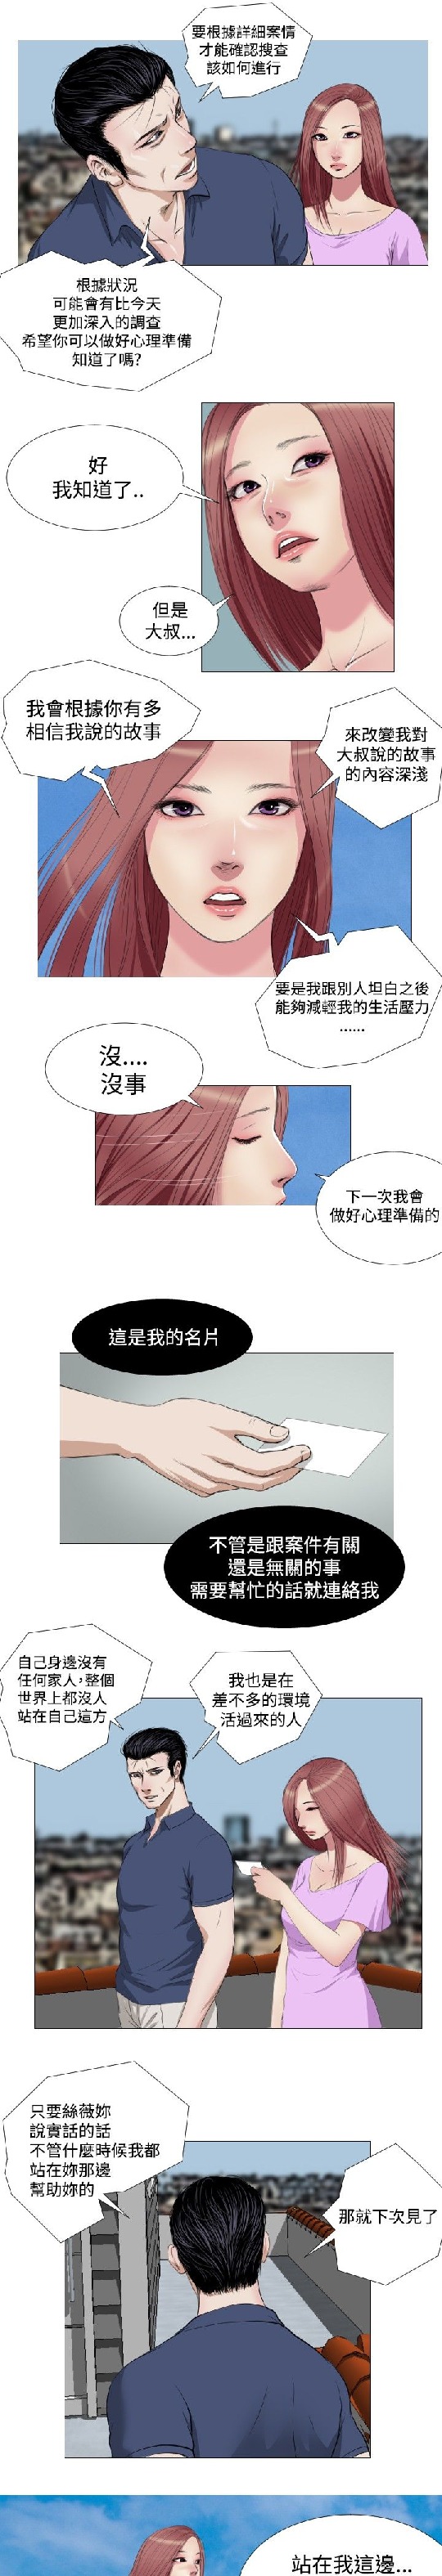 要根據詳細案情
才能確認搜查
該如何進行
根據狀況
可能會有比今天
更加深入的調查
希望你可以做好心理準備
知道了嗎?
好
我知道了..
但是
大叔...
我會根據你有多
相信我說的故事
來改變我對
大叔說的故事
的內容深淺
要是我跟別人坦白之後
能夠減輕我的生活壓力
......
沒....
沒事
下一次我會
做好心理準備的
這是我的名片
不管是跟案件有關
還是無關的事
需要幫忙的話就連絡我
自己身邊沒有
任何家人,整個
世界上都沒人
站在自己這方
我也是在
差不多的環境
活過來的人
只要絲薇妳
說實話的話
不管什麼時候我都
站在妳那邊
幫助妳的
那就下次見了
站在我這邊...